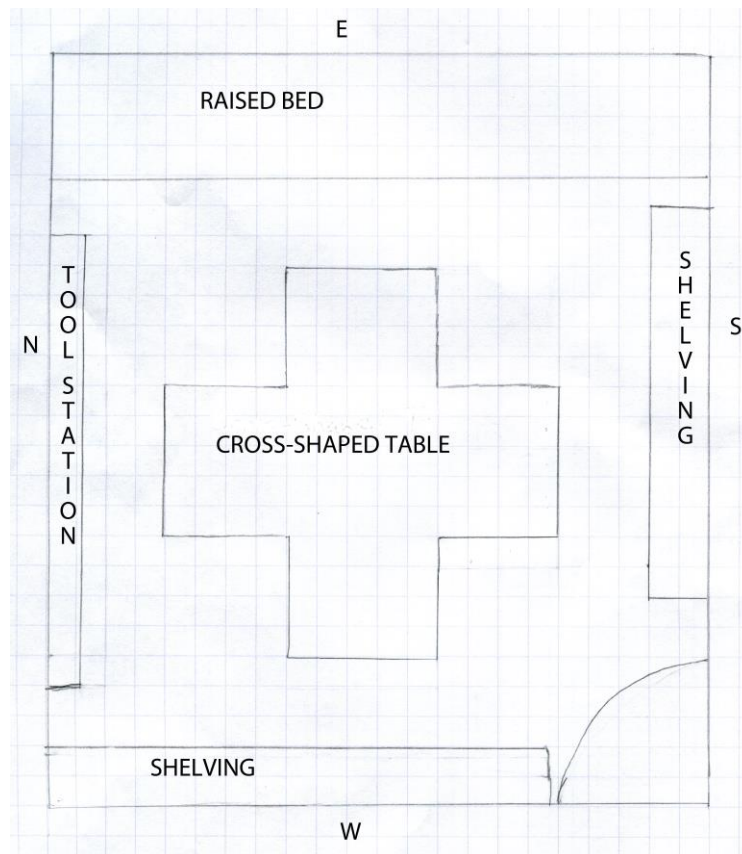 E
RAISED BED
N
TOOL STATION
CROSS-SHAPED TABLE
SHELVING
S
SHELVING
W